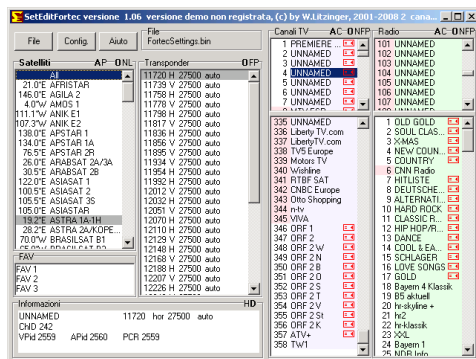 SetEditFortec versione 1.06 versione demo non registrata, (c) by W.Litzinger, 2001-2008 2 cana...
File Config. Aiuto
File
FortecSettings.bin
Satelliti AP ONL
All
21.0°E AFRISTAR
146.0°E AGILA 2
4.0°W AMOS 1
111.1°W ANIK E1
107.3°W ANIK E2
138.0°E APSTAR 1
134.0°E APSTAR 1A
76.5°E APSTAR 2R
26.0°E ARABSAT 2A/3A
30.5°E ARABSAT 2B
122.0°E ASIASAT 1
100.5°E ASIASAT 2
105.5°E ASIASAT 3S
105.0°E ASIASTAR
19.2°E ASTRA 1A-1H
28.2°E ASTRA 2A/KOPE...
70.0°W BRASILSAT B1
FAV
FAV 1
FAV 2
FAV 3
Transponder OFP
11720 H 27500 auto
11739 V 27500 auto
11758 H 27500 auto
11778 V 27500 auto
11798 H 27500 auto
11817 V 27500 auto
11836 H 27500 auto
11856 V 27500 auto
11895 V 27500 auto
11934 V 27500 auto
11954 H 27500 auto
11992 H 27500 auto
12012 V 27500 auto
12032 H 27500 auto
12051 V 27500 auto
12070 H 27500 auto
12110 H 27500 auto
12129 V 27500 auto
12148 H 27500 auto
12168 V 27500 auto
12188 H 27500 auto
12207 V 27500 auto
12226 H 27500 auto
Informazioni HD
UNNAMED 11720 hor 27500 auto
ChID 242
VPid 2559 APid 2560 PCR 2559
Canali TV AC ONFP
1 PREMIERE ...
2 UNNAMED
3 UNNAMED
4 UNNAMED
5 UNNAMED
6 UNNAMED
7 UNNAMED
335 UNNAMED
336 Liberty TV.com
337 LibertyTV.com
338 TV5 Europe
339 Motors TV
340 Wishline
341 RTBF SAT
342 CNBC Europe
343 Otto Shopping
344 n-tv
345 VIVA
346 ORF 1
347 ORF 2
348 ORF 2 W
349 ORF 2 N
350 ORF 2 B
351 ORF 2 O
352 ORF 2 S
353 ORF 2 T
354 ORF 2 V
355 ORF 2 St
356 ORF 2 K
357 ATV+
358 TW1
Radio AC ONFP
101 UNNAMED
102 UNNAMED
103 UNNAMED
104 UNNAMED
105 UNNAMED
106 UNNAMED
107 UNNAMED
1 OLD GOLD
2 SOUL CLAS...
3 X-MAS
4 NEW COUN...
5 COUNTRY
6 CNN Radio
7 HITLISTE
8 DEUTSCHE...
9 ALTERNATI...
10 HARD ROCK
11 CLASSIC R...
12 HIP HOP/R...
13 DANCE
14 COOL & EA...
15 SCHLAGER
16 LOVE SONGS
17 GOLD
18 Bayern 4 Klassik
19 B5 aktuell
20 hr-skyline +
21 hr2
22 hr-klassik
23 XXL
24 Bayern 1
25 NDR Info